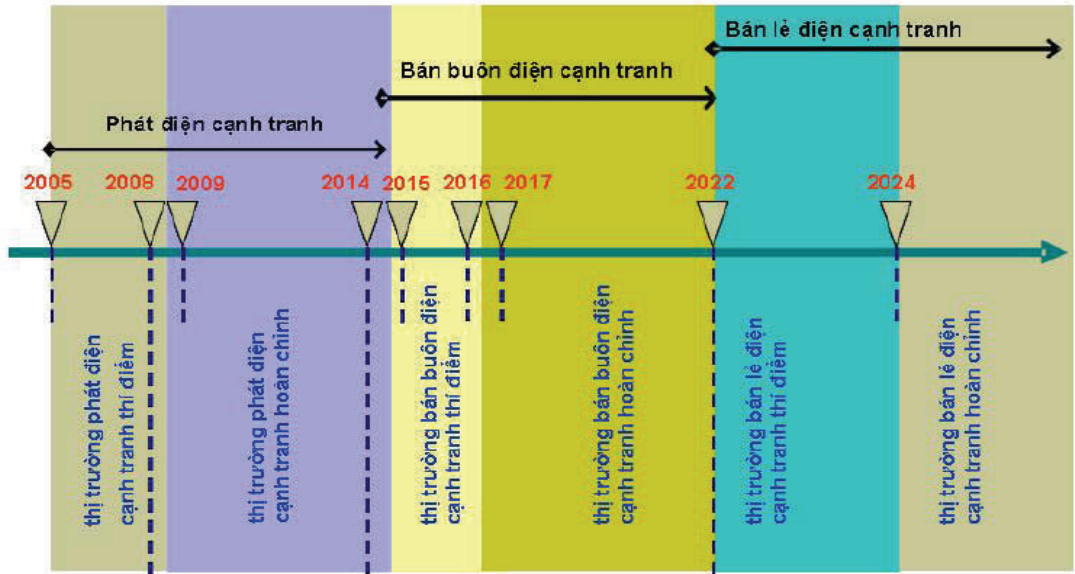 Bán lẻ điện cạnh tranh
Bán buôn điện cạnh tranh
Phát điện cạnh tranh
2005 2008 2009 2014 2015 2016 2017 2022 2024
thị trường phát điện
cạnh tranh thí điểm
thị trường phát điện
cạnh tranh hoàn chỉnh
thị trường bán buôn điện
cạnh tranh thí điểm
thị trường bán buôn điện
cạnh tranh hoàn chỉnh
thị trường bán lẻ điện
cạnh tranh thí điểm
thị trường bán lẻ điện
cạnh tranh hoàn chỉnh